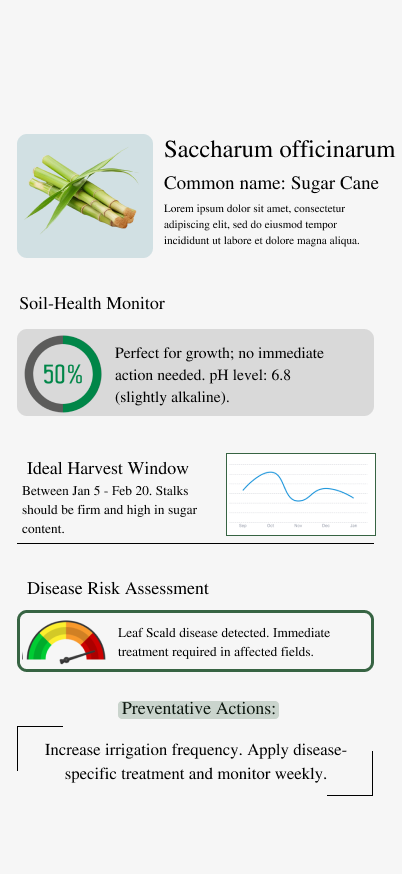 Saccharum officinarum
Common name: Sugar Cane
Lorem ipsum dolor sit amet, consectetur
adipiscing elit, sed do eiusmod tempor
incididunt ut labore et dolore magna aliqua.
Soil-Health Monitor
50%
Perfect for growth; no immediate
action needed. pH level: 6.8
(slightly alkaline).
Ideal Harvest Window
Between Jan 5 - Feb 20. Stalks
should be firm and high in sugar
content.
Sep Oct Nov Dec Jan
Disease Risk Assessment
Leaf Scald disease detected. Immediate
treatment required in affected fields.
Preventative Actions:
Increase irrigation frequency. Apply disease-
specific treatment and monitor weekly.